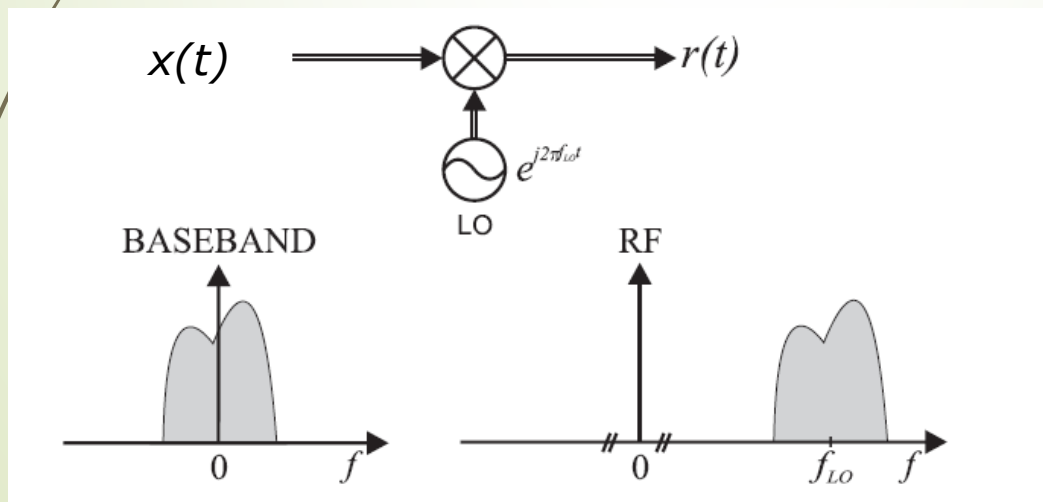 x(t) r(t)
e^{j2πf_{LO}t}
LO
BASEBAND RF
0 f 0 f_{LO} f